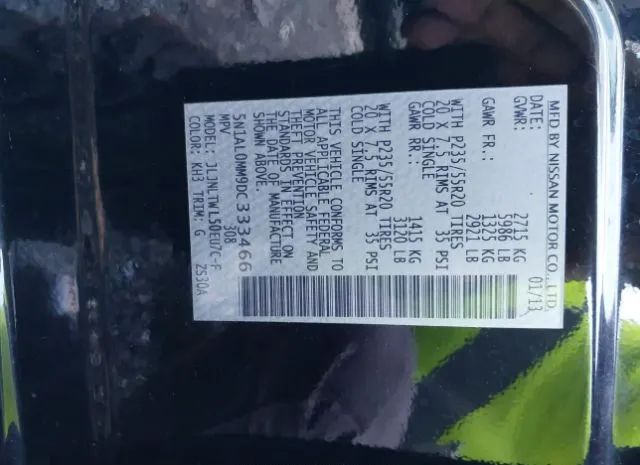 MFD BY NISSAN MOTOR CO., LTD.
DATE: 01/13
GVWR: 2715 KG
5986 LB
GAWR FR.: 1325 KG
2921 LB
WITH P235/55R20 TIRES
20 X 7.5 RIMS AT 35 PSI
COLD SINGLE
GAWR RR.: 1415 KG
3120 LB
WITH P235/55R20 TIRES
20 X 7.5 RIMS AT 35 PSI
COLD SINGLE
THIS VEHICLE CONFORMS TO
ALL APPLICABLE FEDERAL
MOTOR VEHICLE SAFETY AND
THEFT PREVENTION
STANDARDS IN EFFECT ON
THE DATE OF MANUFACTURE
SHOWN ABOVE.
5N1AL0MM9DC333466
MPV 308
MODEL: JLJNLTWL50EU7C-F
COLOR: KH3 TRIM: G 2530A